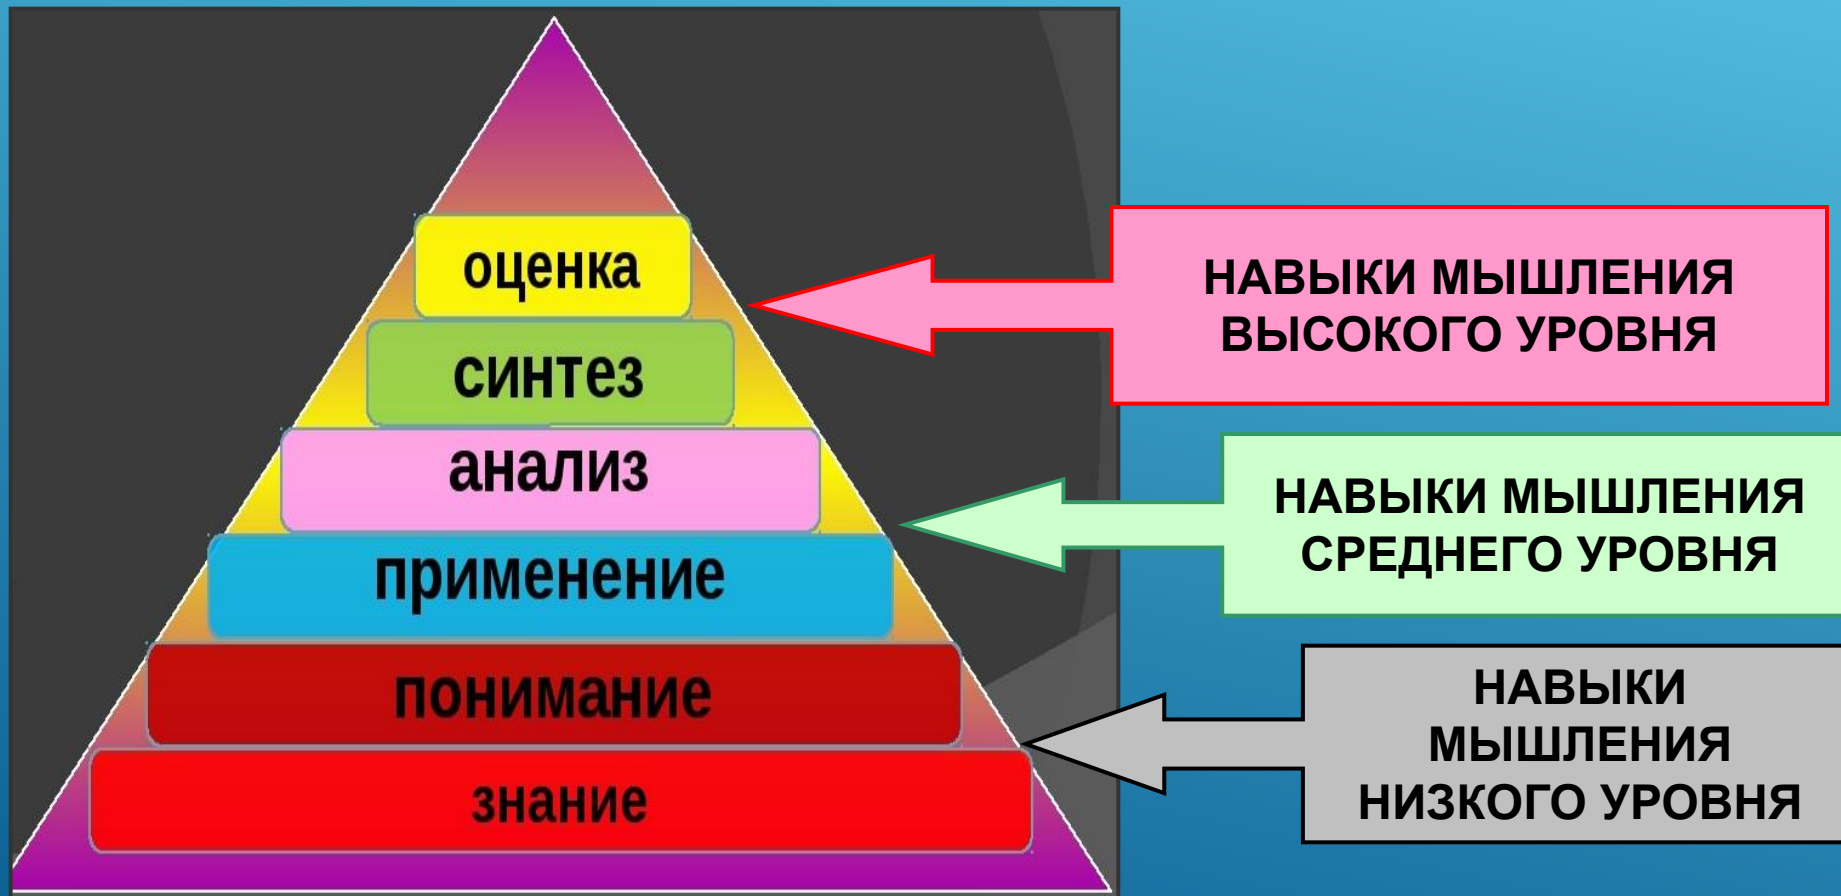 оценка
синтез
анализ
применение
понимание
знание
НАВЫКИ МЫШЛЕНИЯ
ВЫСОКОГО УРОВНЯ
НАВЫКИ МЫШЛЕНИЯ
СРЕДНЕГО УРОВНЯ
НАВЫКИ
МЫШЛЕНИЯ
НИЗКОГО УРОВНЯ